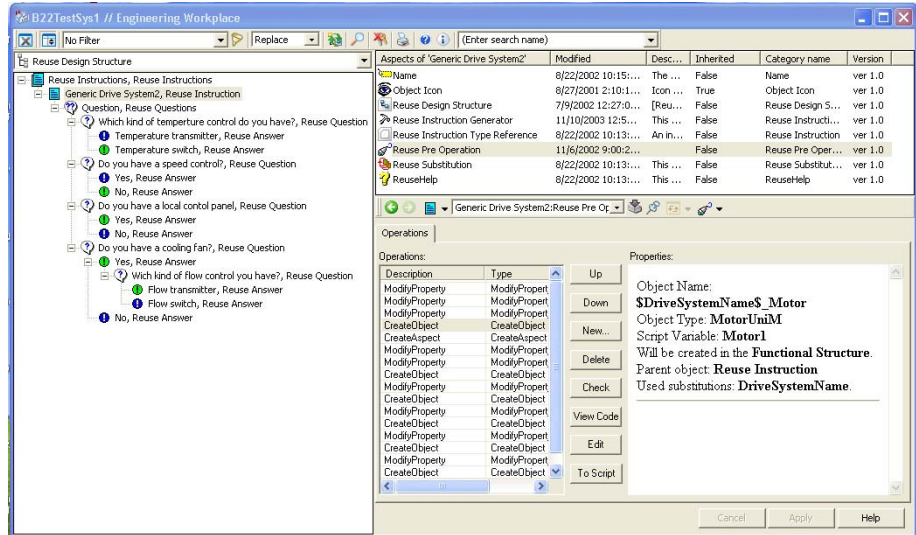 B22TestSys1 // Engineering Workplace
No Filter
Replace
(Enter search name)
Reuse Design Structure
Reuse Instructions, Reuse Instructions
Generic Drive System2, Reuse Instruction
Question, Reuse Questions
Which kind of temperture control do you have?, Reuse Question
Temperature transmitter, Reuse Answer
Temperature switch, Reuse Answer
Do you have a speed control?, Reuse Question
Yes, Reuse Answer
No, Reuse Answer
Do you have a local contol panel, Reuse Question
Yes, Reuse Answer
No, Reuse Answer
Do you have a cooling fan?, Reuse Question
Yes, Reuse Answer
Wich kind of flow control you have?, Reuse Question
Flow transmitter, Reuse Answer
Flow switch, Reuse Answer
No, Reuse Answer
Aspects of 'Generic Drive System2' Modified Desc... Inherited Category name Version
Name 8/22/2002 10:15:... The ... False Name ver 1.0
Object Icon 8/27/2001 2:10:1... Icon ... True Object Icon ver 1.0
Reuse Design Structure 7/9/2002 12:27:0... [Reu... False Reuse Design S... ver 1.0
Reuse Instruction Generator 11/10/2003 12:5... This ... False Reuse Instructi... ver 1.0
Reuse Instruction Type Reference 8/22/2002 10:13:... An in... False Reuse Instruction ver 1.0
Reuse Pre Operation 11/6/2002 9:00:2... False Reuse Pre Oper... ver 1.0
Reuse Substitution 8/22/2002 10:13:... This ... False Reuse Substitut... ver 1.0
ReuseHelp 8/22/2002 10:13:... This ... False ReuseHelp ver 1.0
Generic Drive System2:Reuse Pre Op
Operations
Operations:
Description Type
ModifyProperty ModifyPropert
ModifyProperty ModifyPropert
ModifyProperty ModifyPropert
CreateObject CreateObject
CreateAspect CreateAspect
ModifyProperty ModifyPropert
ModifyProperty ModifyPropert
CreateObject CreateObject
ModifyProperty ModifyPropert
CreateObject CreateObject
ModifyProperty ModifyPropert
CreateObject CreateObject
ModifyProperty ModifyPropert
CreateObject CreateObject
ModifyProperty ModifyPropert
CreateObject CreateObject
Up
Down
New...
Delete
Check
View Code
Edit
To Script
Properties:
Object Name:
$DriveSystemName$_Motor
Object Type: MotorUniM
Script Variable: Motor1
Will be created in the Functional Structure.
Parent object: Reuse Instruction
Used substitutions: DriveSystemName.
Cancel
Apply
Help